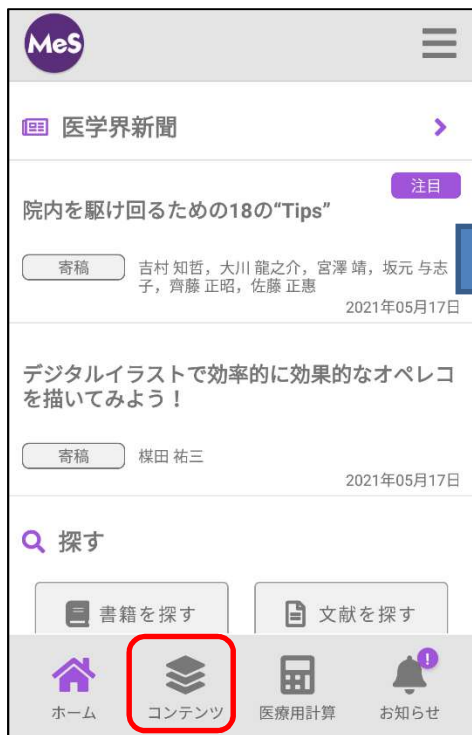 MeS
医学界新聞
注目
院内を駆け回るための18の“Tips”
寄稿 吉村 知哲，大川 龍之介，宮澤 靖，坂元 与志
子，齊藤 正昭，佐藤 正惠
2021年05月17日
デジタルイラストで効率的に効果的なオペレコ
を描いてみよう！
寄稿 楳田 祐三
2021年05月17日
探す
書籍を探す 文献を探す
ホーム コンテンツ 医療用計算 お知らせ